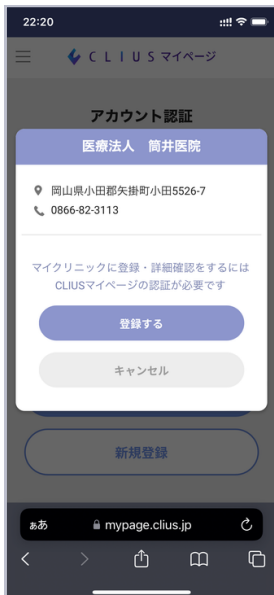 22:20
CLIUSマイページ
アカウント認証
医療法人　筒井医院
岡山県小田郡矢掛町小田5526-7
0866-82-3113
マイクリニックに登録・詳細確認をするには
CLIUSマイページの認証が必要です
登録する
キャンセル
新規登録
ぁあ
mypage.clius.jp